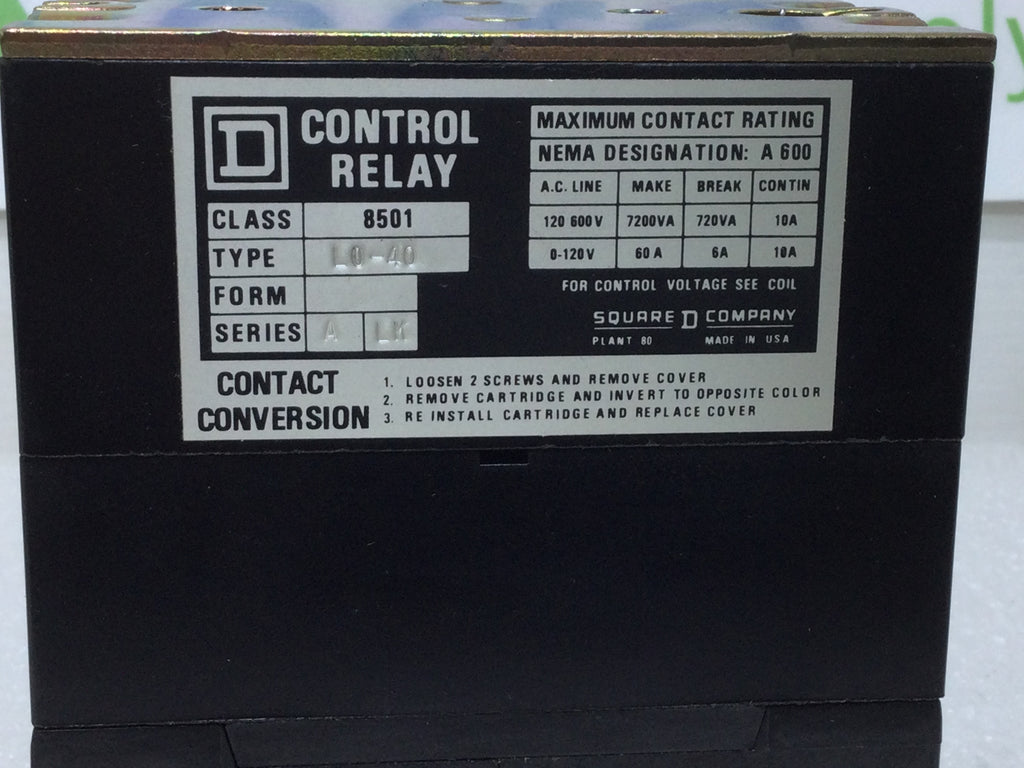 D CONTROL
RELAY
CLASS 8501
TYPE LO-40
FORM
SERIES A LK
MAXIMUM CONTACT RATING
NEMA DESIGNATION: A 600
A.C. LINE MAKE BREAK CONTIN
120 600V 7200VA 720VA 10A
0-120V 60 A 6A 10A
FOR CONTROL VOLTAGE SEE COIL
SQUARE D COMPANY
PLANT 80 MADE IN USA
CONTACT
CONVERSION
1. LOOSEN 2 SCREWS AND REMOVE COVER
2. REMOVE CARTRIDGE AND INVERT TO OPPOSITE COLOR
3. RE INSTALL CARTRIDGE AND REPLACE COVER